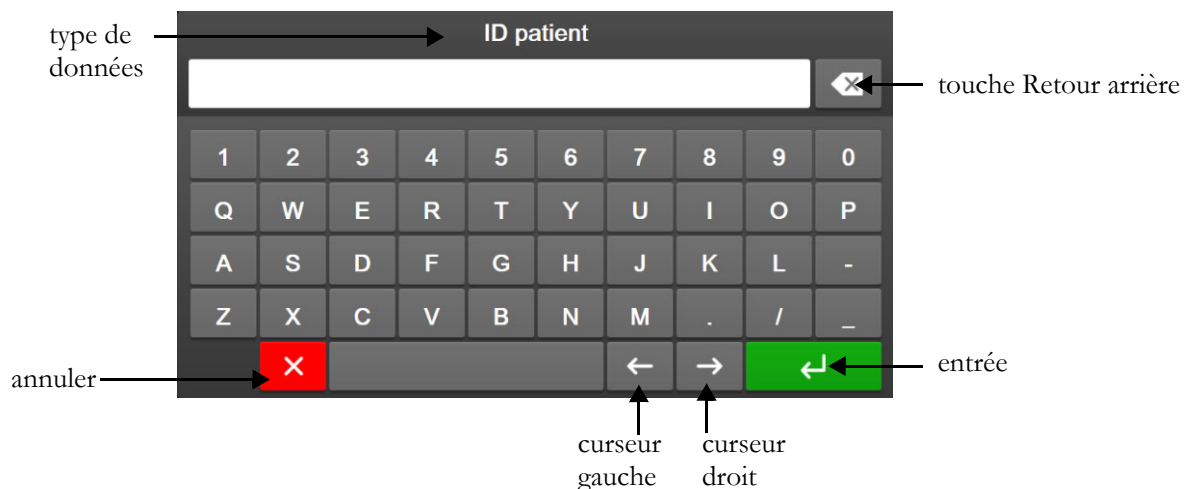 type de
données
ID patient
touche Retour arrière
1 2 3 4 5 6 7 8 9 0
Q W E R T Y U I O P
A S D F G H J K L -
Z X C V B N M . / _
annuler
entrée
curseur
gauche
curseur
droit